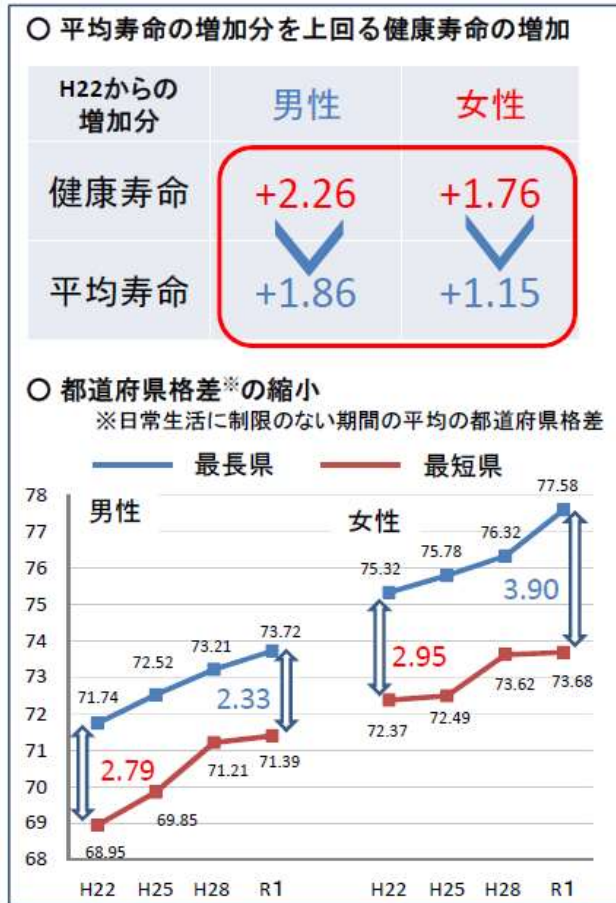 ○ 平均寿命の増加分を上回る健康寿命の増加
H22からの
増加分
男性
女性
健康寿命
+2.26
+1.76
平均寿命
+1.86
+1.15
○ 都道府県格差※の縮小
※日常生活に制限のない期間の平均の都道府県格差
最長県
最短県
男性
女性
78
77
76
75
74
73
72
71
70
69
68
71.74
72.52
73.21
73.72
2.79
2.33
68.95
69.85
71.21
71.39
75.32
75.78
76.32
77.58
2.95
3.90
72.37
72.49
73.62
73.68
H22 H25 H28 R1
H22 H25 H28 R1